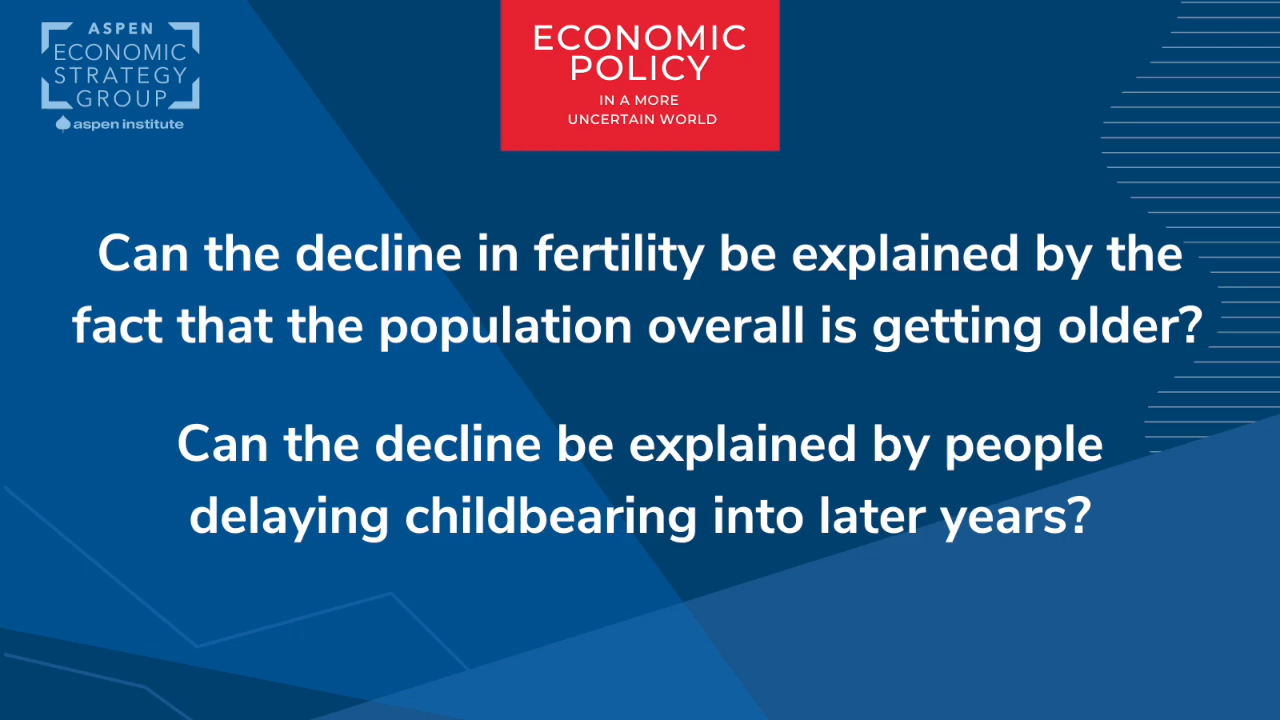 ASPEN
ECONOMIC
STRATEGY
GROUP
aspen institute
ECONOMIC
POLICY
IN A MORE
UNCERTAIN WORLD
Can the decline in fertility be explained by the
fact that the population overall is getting older?
Can the decline be explained by people
delaying childbearing into later years?